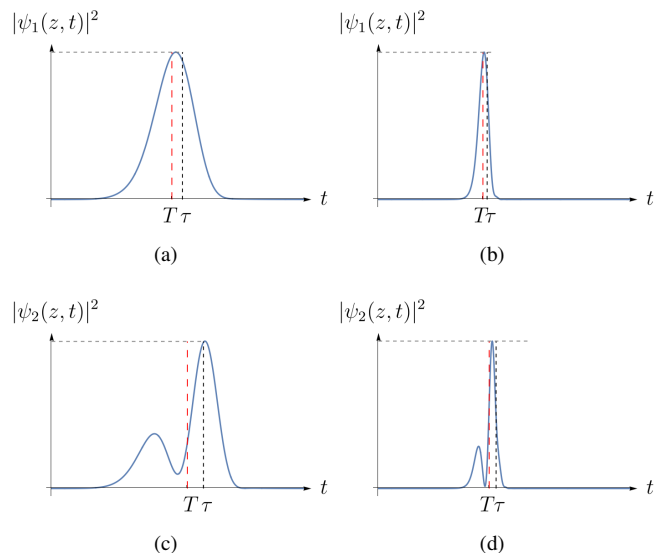 |ψ₁(z, t)|² |ψ₁(z, t)|²
t t
T τ Tτ
(a) (b)
|ψ₂(z, t)|² |ψ₂(z, t)|²
t t
T τ Tτ
(c) (d)